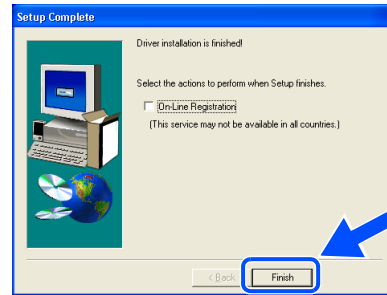 Setup Complete
Driver installation is finished!
Select the actions to perform when Setup finishes.
On-Line Registration
(This service may not be available in all countries.)
< Back
Finish